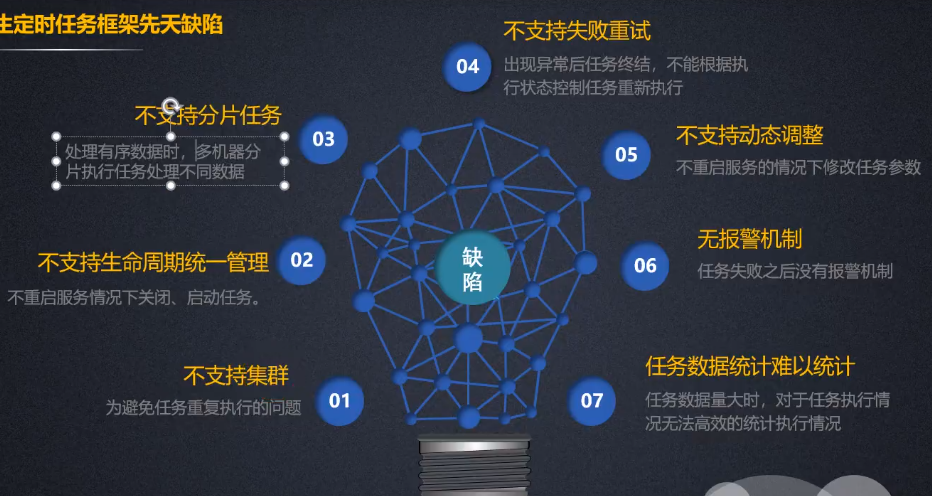 生定时任务框架先天缺陷
04
不支持失败重试
出现异常后任务终结，不能根据执
行状态控制任务重新执行
不支持分片任务
03
处理有序数据时，多机器分
片执行任务处理不同数据
05
不支持动态调整
不重启服务的情况下修改任务参数
缺
陷
不支持生命周期统一管理
02
不重启服务情况下关闭、启动任务。
06
无报警机制
任务失败之后没有报警机制
不支持集群
01
为避免任务重复执行的问题
07
任务数据统计难以统计
任务数据量大时，对于任务执行情
况无法高效的统计执行情况